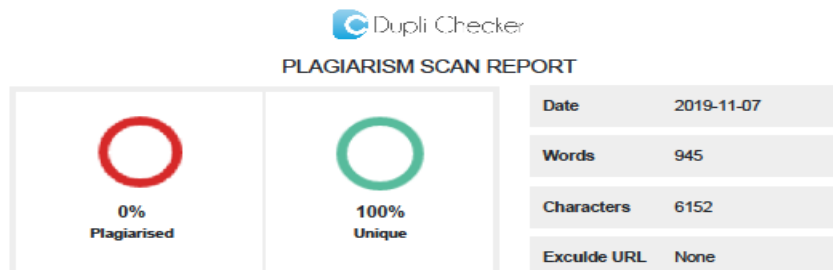 Dupli Checker
PLAGIARISM SCAN REPORT
0%
Plagiarised
100%
Unique
Date 2019-11-07
Words 945
Characters 6152
Exculde URL None